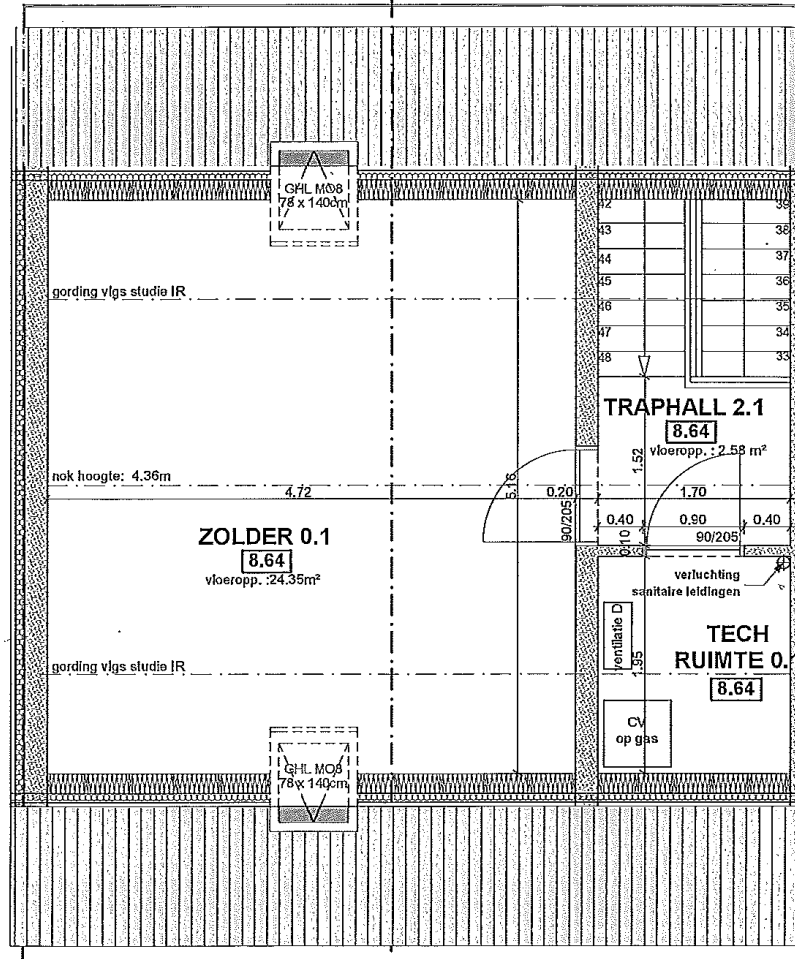 GHL MO8
78 x 140cm
42
43
44
45
46
47
48
39
38
37
36
35
34
33
gording vlgs studie IR
TRAPHALL 2.1
8.64
vloeropp. : 2.58 m²
1.52
nok hoogte: 4.36m
4.72
5.16
0.20
1.70
90/205
0.40
0.90
0.40
90/205
0.10
ZOLDER 0.1
8.64
vloeropp. :24.35m²
verluchting
sanitaire leidingen
ventilatie D
1.95
TECH
RUIMTE 0.
8.64
gording vlgs studie IR
CV
op gas
GHL MO8
78 x 140cm